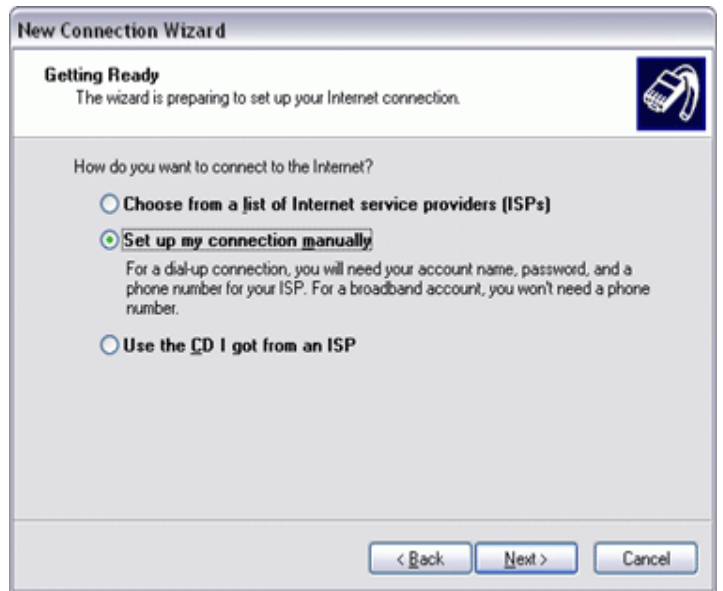 New Connection Wizard
Getting Ready
The wizard is preparing to set up your Internet connection.
How do you want to connect to the Internet?
Choose from a list of Internet service providers (ISPs)
Set up my connection manually
For a dial-up connection, you will need your account name, password, and a
phone number for your ISP. For a broadband account, you won't need a phone
number.
Use the CD I got from an ISP
< Back
Next >
Cancel